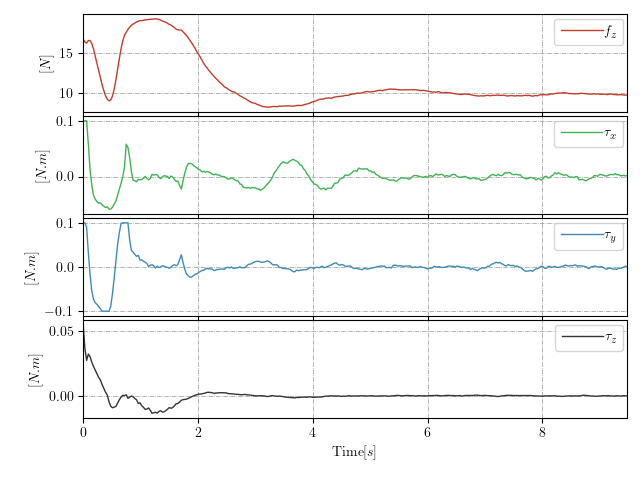 [N]
15
10
f_z
[N.m]
0.1
0.0
τ_x
[N.m]
0.1
0.0
−0.1
τ_y
[N.m]
0.05
0.00
τ_z
0 2 4 6 8
Time[s]